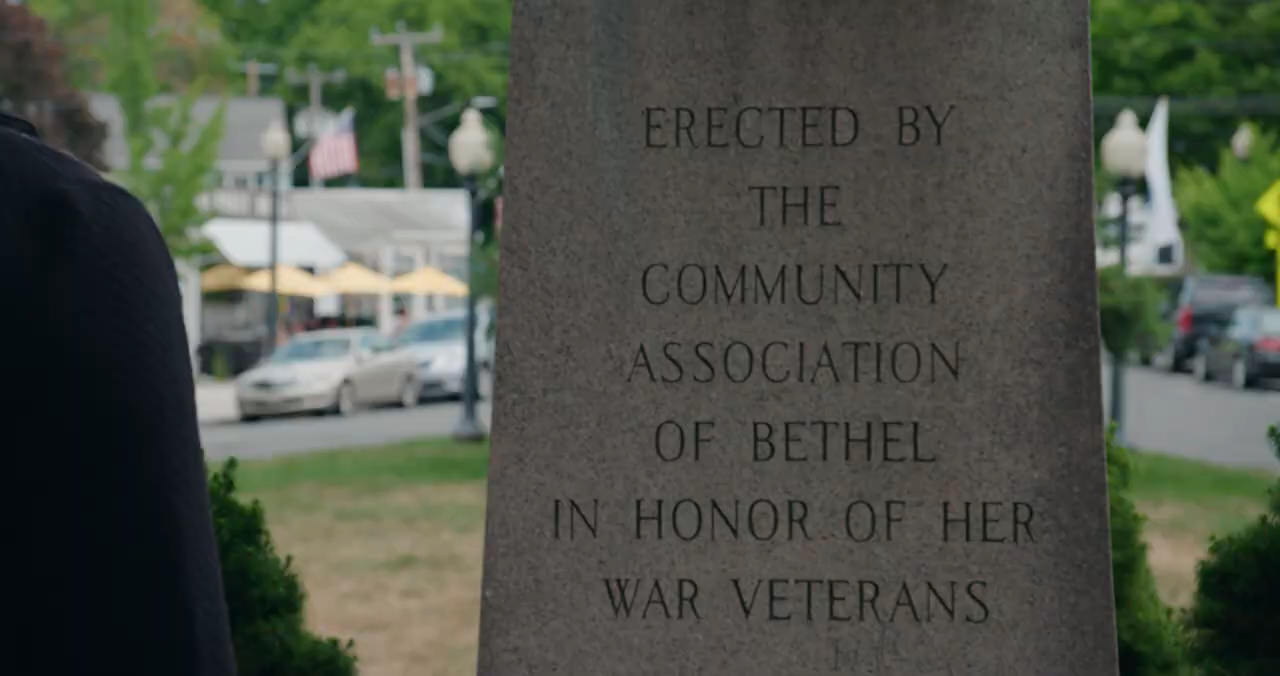 ERECTED BY
THE
COMMUNITY
ASSOCIATION
OF BETHEL
IN HONOR OF HER
WAR VETERANS